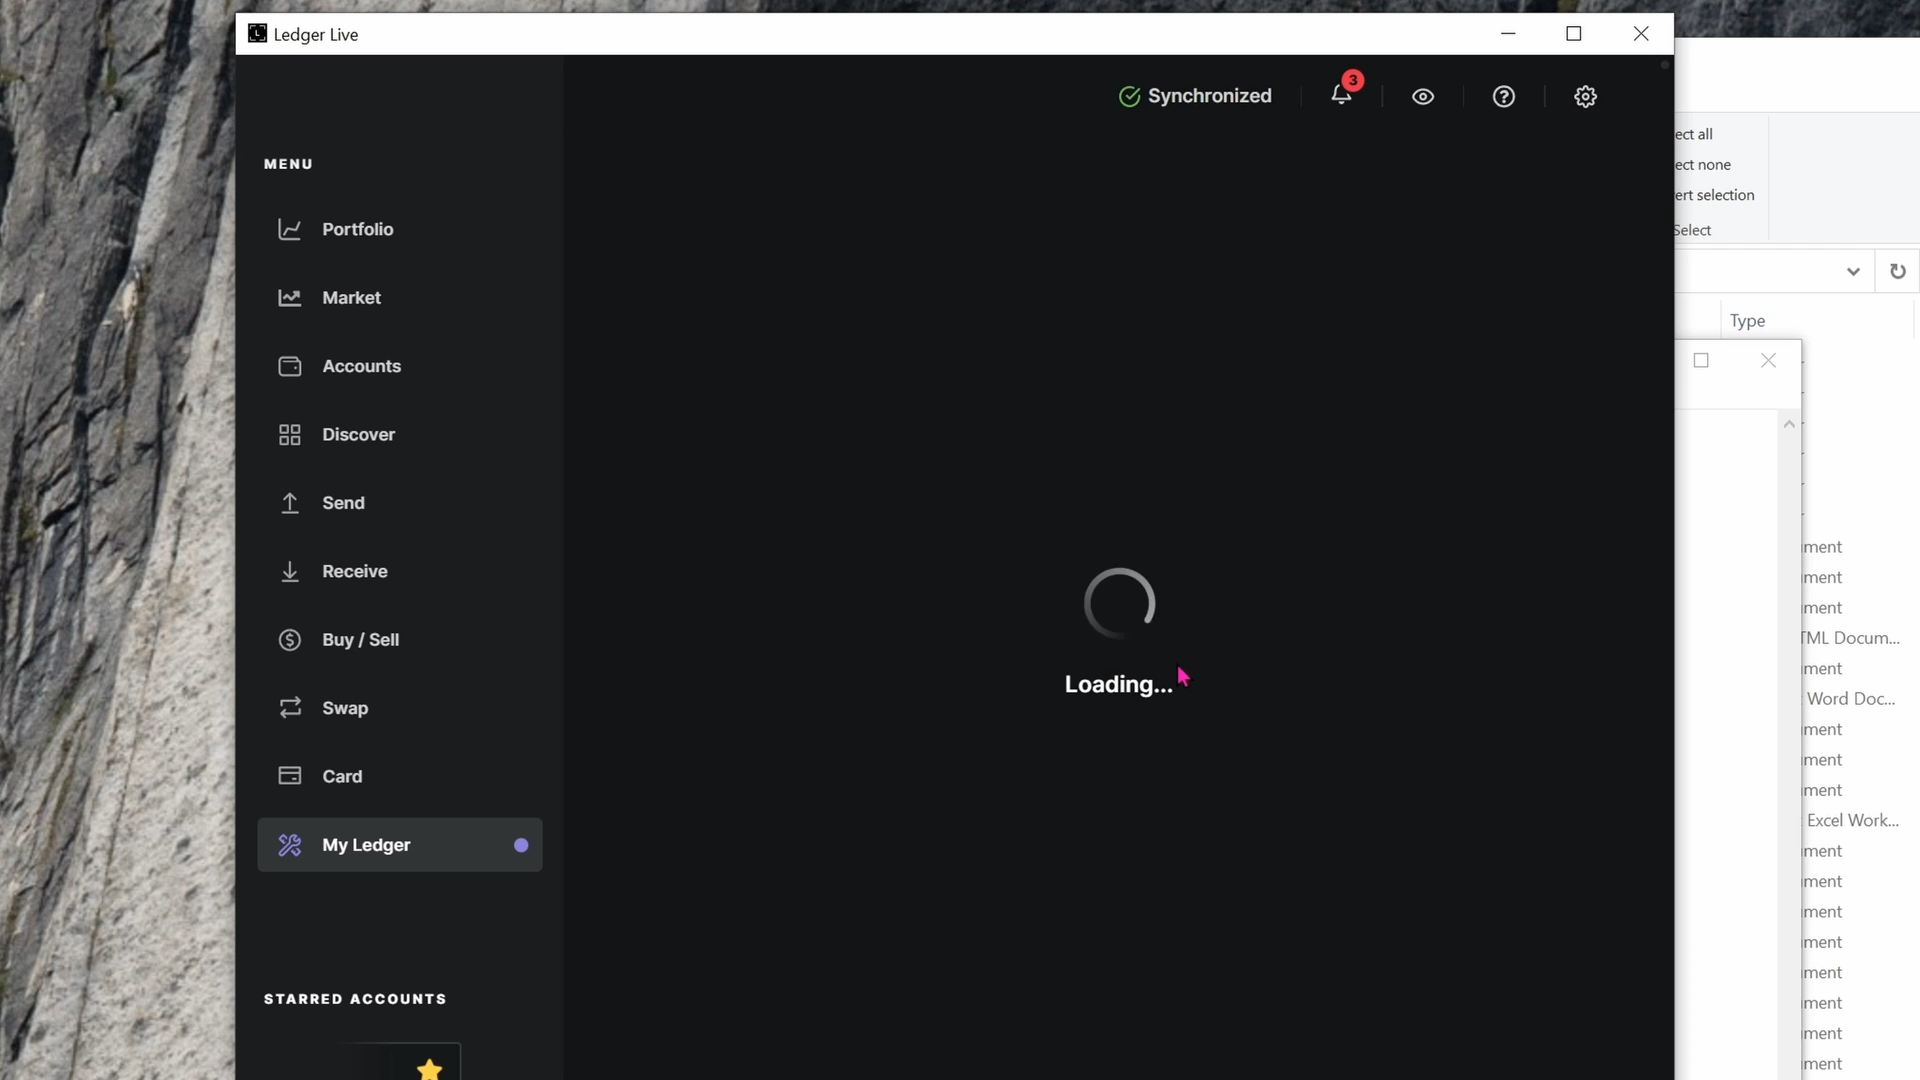 Ledger Live
Synchronized
3
MENU
Portfolio
Market
Accounts
Discover
Send
Receive
Buy / Sell
Swap
Card
My Ledger
STARRED ACCOUNTS
Loading...
ect all
ect none
ert selection
Select
Type
ment
ment
ment
TML Docum...
ment
Word Doc...
ment
ment
ment
Excel Work...
ment
ment
ment
ment
ment
ment
ment
ment